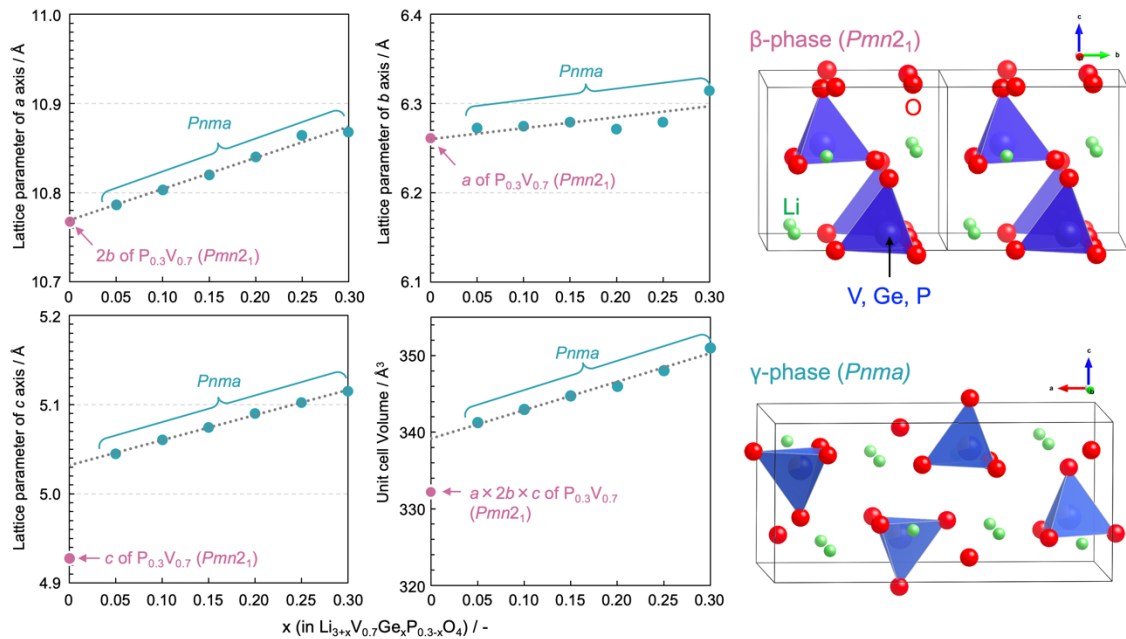 Lattice parameter of a axis / Å
11.0
10.9
10.8
10.7
Pnma
2b of P₀.₃V₀.₇ (Pmn2₁)
0 0.05 0.10 0.15 0.20 0.25 0.30
Lattice parameter of b axis / Å
6.4
6.3
6.2
6.1
Pnma
a of P₀.₃V₀.₇ (Pmn2₁)
0 0.05 0.10 0.15 0.20 0.25 0.30
β-phase (Pmn2₁)
c
b
O
Li
V, Ge, P
Lattice parameter of c axis / Å
5.2
5.1
5.0
4.9
Pnma
c of P₀.₃V₀.₇ (Pmn2₁)
0 0.05 0.10 0.15 0.20 0.25 0.30
Unit cell Volume / Å³
350
340
330
320
Pnma
a × 2b × c of P₀.₃V₀.₇
(Pmn2₁)
0 0.05 0.10 0.15 0.20 0.25 0.30
x (in Li₃₊ₓV₀.₇GeₓP₀.₃₋ₓO₄) / -
γ-phase (Pnma)
c
a